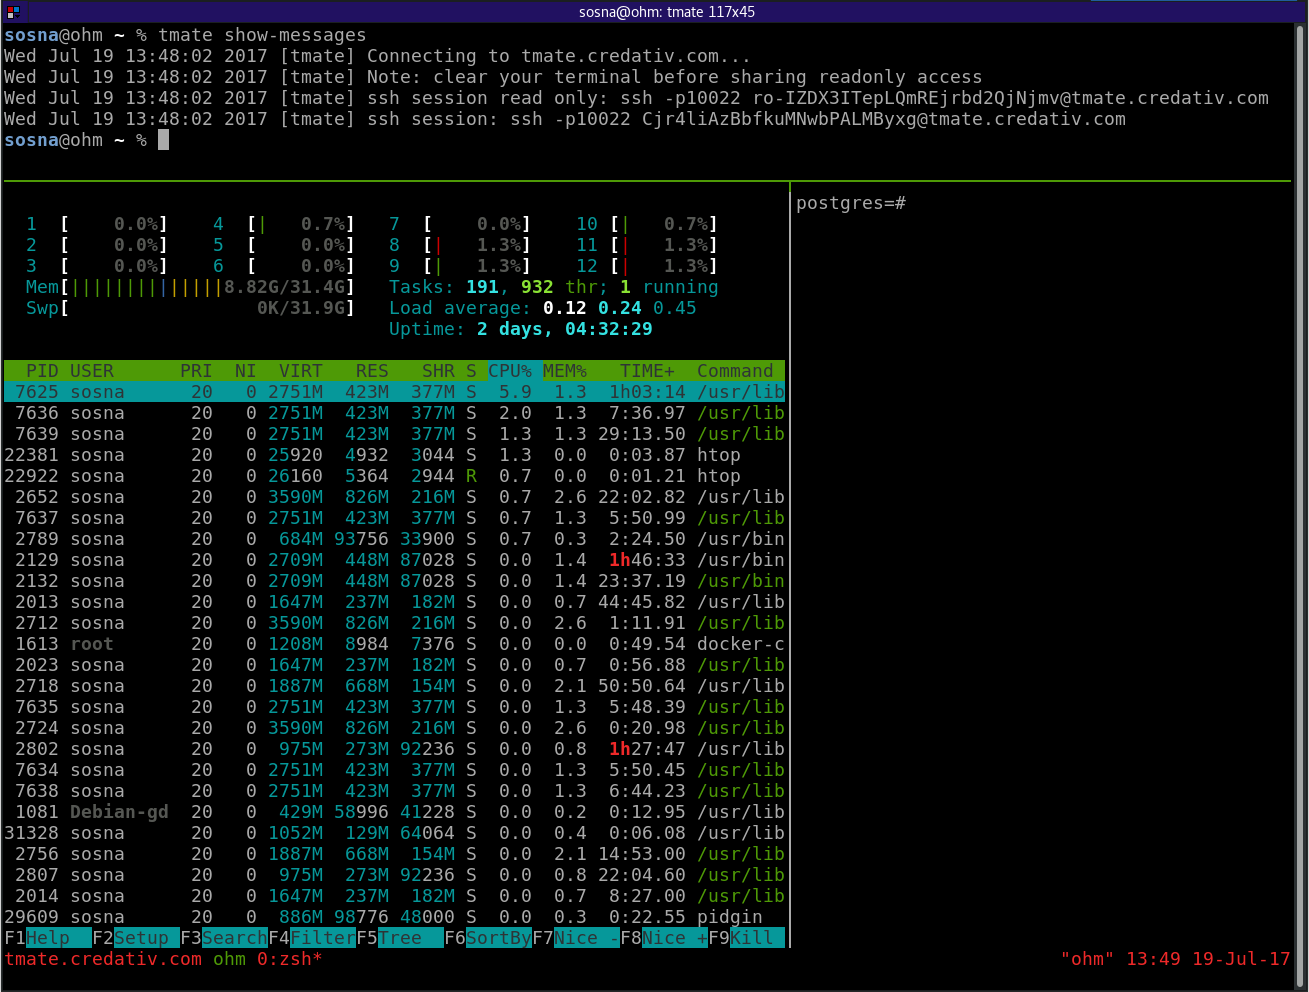 sosna@ohm: tmate 117x45
sosna@ohm ~ % tmate show-messages
Wed Jul 19 13:48:02 2017 [tmate] Connecting to tmate.credativ.com...
Wed Jul 19 13:48:02 2017 [tmate] Note: clear your terminal before sharing readonly access
Wed Jul 19 13:48:02 2017 [tmate] ssh session read only: ssh -p10022 ro-IZDX3ITepLQmREjrbd2QjNjmv@tmate.credativ.com
Wed Jul 19 13:48:02 2017 [tmate] ssh session: ssh -p10022 Cjr4liAzBbfkuMNwbPALMByxg@tmate.credativ.com
sosna@ohm ~ %
postgres=#
1 [ 0.0%] 4 [| 0.7%] 7 [ 0.0%] 10 [| 0.7%]
2 [ 0.0%] 5 [ 0.0%] 8 [| 1.3%] 11 [| 1.3%]
3 [ 0.0%] 6 [ 0.0%] 9 [| 1.3%] 12 [| 1.3%]
Mem[||||||||||||||8.82G/31.4G] Tasks: 191, 932 thr; 1 running
Swp[ 0K/31.9G] Load average: 0.12 0.24 0.45
Uptime: 2 days, 04:32:29
PID USER PRI NI VIRT RES SHR S CPU% MEM% TIME+ Command
7625 sosna 20 0 2751M 423M 377M S 5.9 1.3 1h03:14 /usr/lib
7636 sosna 20 0 2751M 423M 377M S 2.0 1.3 7:36.97 /usr/lib
7639 sosna 20 0 2751M 423M 377M S 1.3 1.3 29:13.50 /usr/lib
22381 sosna 20 0 25920 4932 3044 S 1.3 0.0 0:03.87 htop
22922 sosna 20 0 26160 5364 2944 R 0.7 0.0 0:01.21 htop
2652 sosna 20 0 3590M 826M 216M S 0.7 2.6 22:02.82 /usr/lib
7637 sosna 20 0 2751M 423M 377M S 0.7 1.3 5:50.99 /usr/lib
2789 sosna 20 0 684M 93756 33900 S 0.7 0.3 2:24.50 /usr/bin
2129 sosna 20 0 2709M 448M 87028 S 0.0 1.4 1h46:33 /usr/bin
2132 sosna 20 0 2709M 448M 87028 S 0.0 1.4 23:37.19 /usr/bin
2013 sosna 20 0 1647M 237M 182M S 0.0 0.7 44:45.82 /usr/lib
2712 sosna 20 0 3590M 826M 216M S 0.0 2.6 1:11.91 /usr/lib
1613 root 20 0 1208M 8984 7376 S 0.0 0.0 0:49.54 docker-c
2023 sosna 20 0 1647M 237M 182M S 0.0 0.7 0:56.88 /usr/lib
2718 sosna 20 0 1887M 668M 154M S 0.0 2.1 50:50.64 /usr/lib
7635 sosna 20 0 2751M 423M 377M S 0.0 1.3 5:48.39 /usr/lib
2724 sosna 20 0 3590M 826M 216M S 0.0 2.6 0:20.98 /usr/lib
2802 sosna 20 0 975M 273M 92236 S 0.0 0.8 1h27:47 /usr/lib
7634 sosna 20 0 2751M 423M 377M S 0.0 1.3 5:50.45 /usr/lib
7638 sosna 20 0 2751M 423M 377M S 0.0 1.3 6:44.23 /usr/lib
1081 Debian-gd 20 0 429M 58996 41228 S 0.0 0.2 0:12.95 /usr/lib
31328 sosna 20 0 1052M 129M 64064 S 0.0 0.4 0:06.08 /usr/lib
2756 sosna 20 0 1887M 668M 154M S 0.0 2.1 14:53.00 /usr/lib
2807 sosna 20 0 975M 273M 92236 S 0.0 0.8 22:04.60 /usr/lib
2014 sosna 20 0 1647M 237M 182M S 0.0 0.7 8:27.00 /usr/lib
29609 sosna 20 0 886M 98776 48000 S 0.0 0.3 0:22.55 pidgin
F1Help F2Setup F3SearchF4FilterF5Tree F6SortByF7Nice -F8Nice +F9Kill
tmate.credativ.com ohm 0:zsh* "ohm" 13:49 19-Jul-17